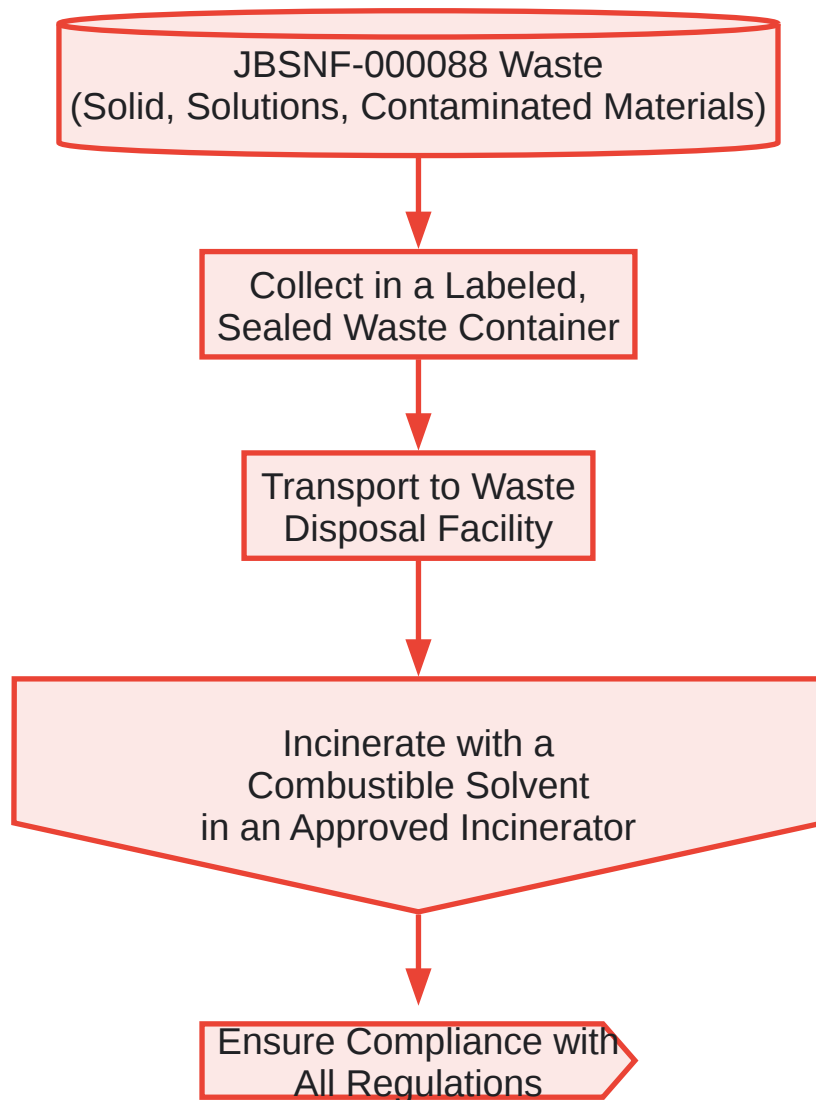 JBSNF-000088 Waste
(Solid, Solutions, Contaminated Materials)
Collect in a Labeled,
Sealed Waste Container
Transport to Waste
Disposal Facility
Incinerate with a
Combustible Solvent
in an Approved Incinerator
Ensure Compliance with
All Regulations